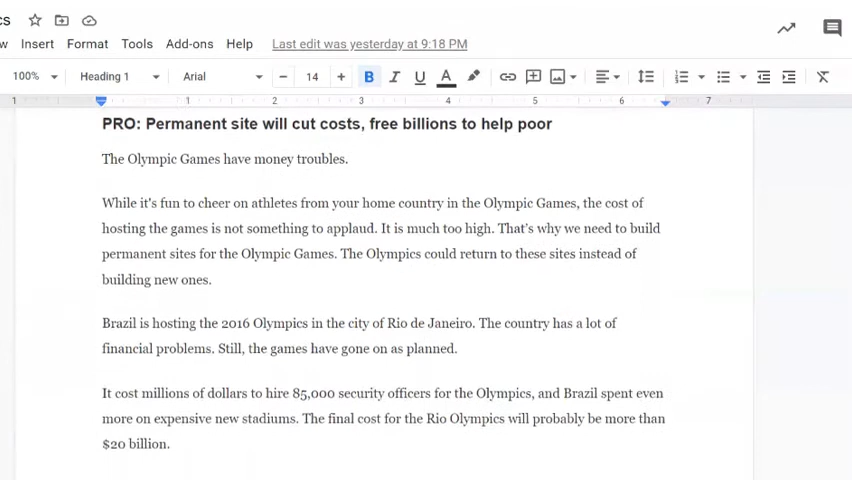 cs
w Insert Format Tools Add-ons Help Last edit was yesterday at 9:18 PM
100% Heading 1 Arial − 14 + B I U A
1 1 2 3 4 5 6 7
PRO: Permanent site will cut costs, free billions to help poor
The Olympic Games have money troubles.
While it's fun to cheer on athletes from your home country in the Olympic Games, the cost of
hosting the games is not something to applaud. It is much too high. That’s why we need to build
permanent sites for the Olympic Games. The Olympics could return to these sites instead of
building new ones.
Brazil is hosting the 2016 Olympics in the city of Rio de Janeiro. The country has a lot of
financial problems. Still, the games have gone on as planned.
It cost millions of dollars to hire 85,000 security officers for the Olympics, and Brazil spent even
more on expensive new stadiums. The final cost for the Rio Olympics will probably be more than
$20 billion.